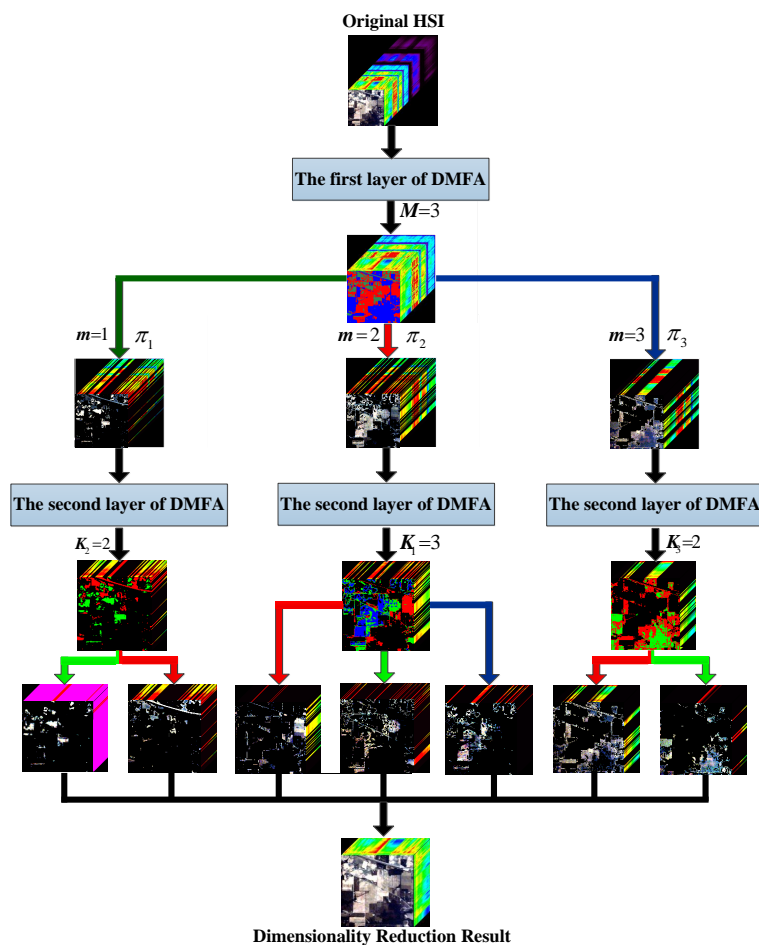 Original HSI
The first layer of DMFA
M=3
m=1 π₁
m=2 π₂
m=3 π₃
The second layer of DMFA
The second layer of DMFA
The second layer of DMFA
K₂=2
K₁=3
K₃=2
Dimensionality Reduction Result